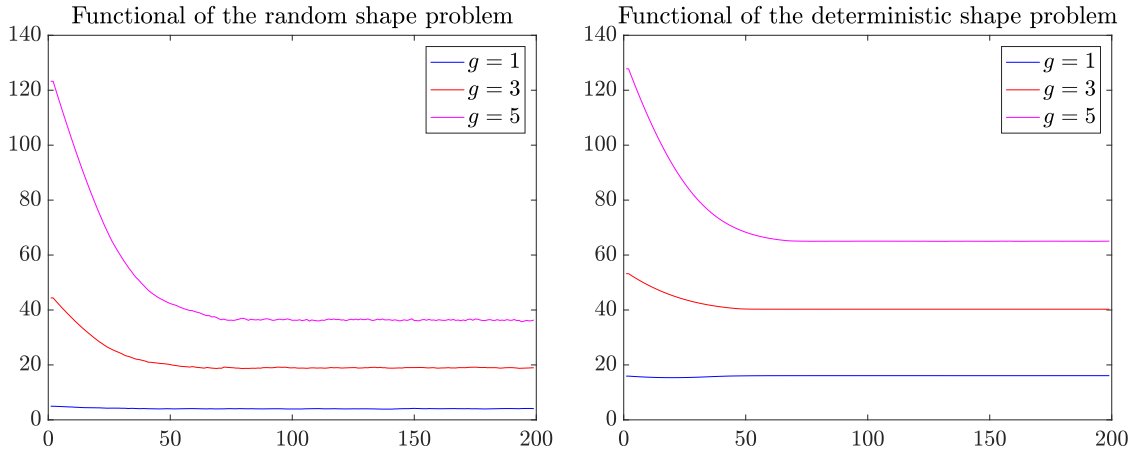 Functional of the random shape problem
140
120
100
80
60
40
20
0
0 50 100 150 200
g = 1
g = 3
g = 5
Functional of the deterministic shape problem
140
120
100
80
60
40
20
0
0 50 100 150 200
g = 1
g = 3
g = 5